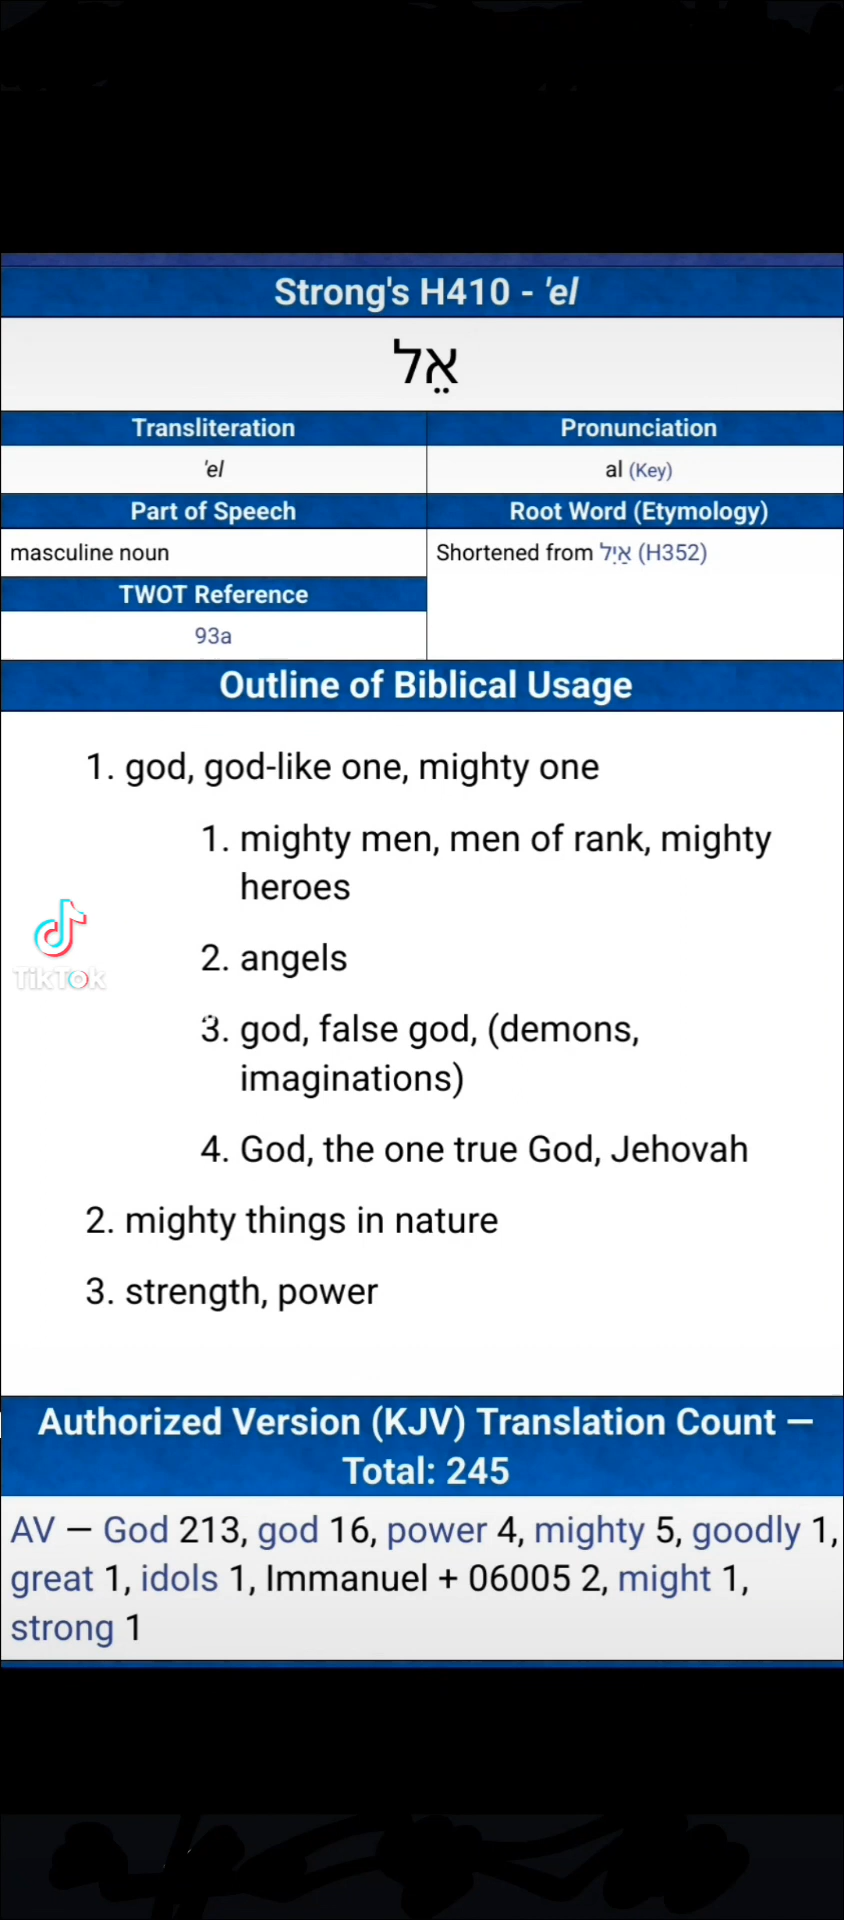 Strong's H410 - 'el
אֵל
Transliteration
Pronunciation
'el
al (Key)
Part of Speech
Root Word (Etymology)
masculine noun
Shortened from אַיִל (H352)
TWOT Reference
93a
Outline of Biblical Usage
1. god, god-like one, mighty one
1. mighty men, men of rank, mighty
heroes
2. angels
TikTok
3. god, false god, (demons,
imaginations)
4. God, the one true God, Jehovah
2. mighty things in nature
3. strength, power
Authorized Version (KJV) Translation Count —
Total: 245
AV — God 213, god 16, power 4, mighty 5, goodly 1,
great 1, idols 1, Immanuel + 06005 2, might 1,
strong 1